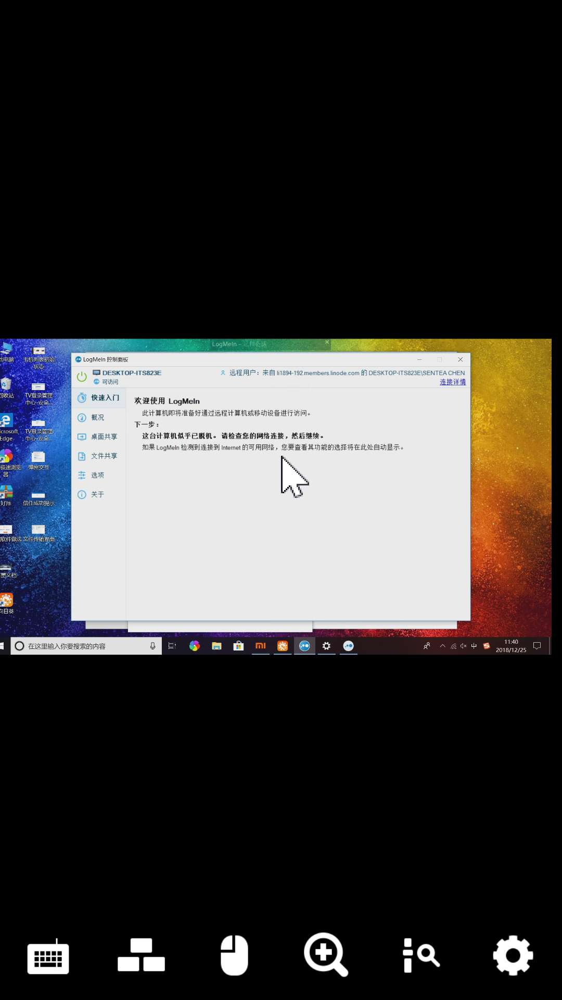 LogMeIn - 远程会话
LogMeIn 控制面板
DESKTOP-ITS823E
可访问
远程用户：来自 li1894-192.members.linode.com 的 DESKTOP-ITS823E\SENTEA CHEN
连接详情
快速入门
概况
桌面共享
文件共享
选项
关于
欢迎使用 LogMeIn
此计算机即将准备好通过远程计算机或移动设备进行访问。
下一步：
这台计算机似乎已脱机。 请检查您的网络连接，然后继续。
如果 LogMeIn 检测到连接到 Internet 的可用网络，您要查看其功能的选择将在此处自动显示。
此电脑
主机列表初始
状态
回收站
TV登录管理
中心-安全...
icrosoft
Edge
TV登录管理
中心-安全...
极速浏览
器
弹窗交互
好压
信任成功提示
软件做法
文件传输界面
文档
向日葵
在这里输入你要搜索的内容
mi
中
11:40
2018/12/25